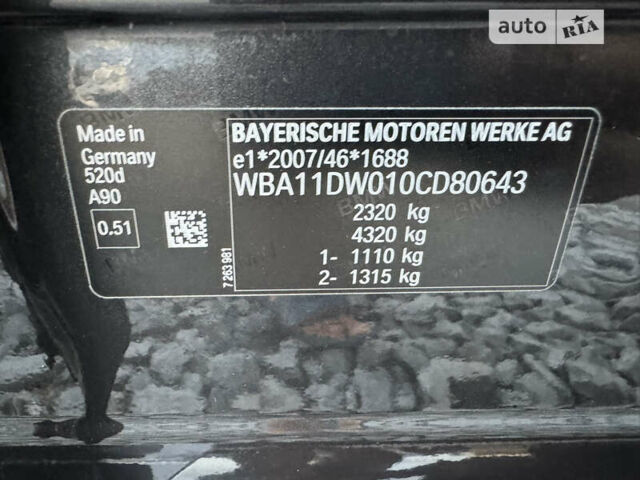 auto RIA
Made in
Germany
520d
A90
0.51
7 263 981
BAYERISCHE MOTOREN WERKE AG
e1*2007/46*1688
WBA11DW010CD80643
2320 kg
4320 kg
1- 1110 kg
2- 1315 kg